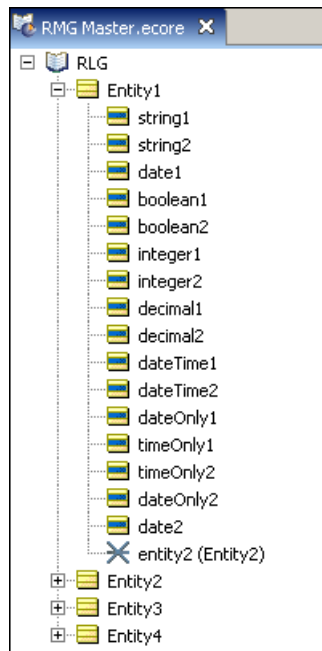 RMG Master.ecore
RLG
Entity1
string1
string2
date1
boolean1
boolean2
integer1
integer2
decimal1
decimal2
dateTime1
dateTime2
dateOnly1
timeOnly1
timeOnly2
dateOnly2
date2
entity2 (Entity2)
Entity2
Entity3
Entity4